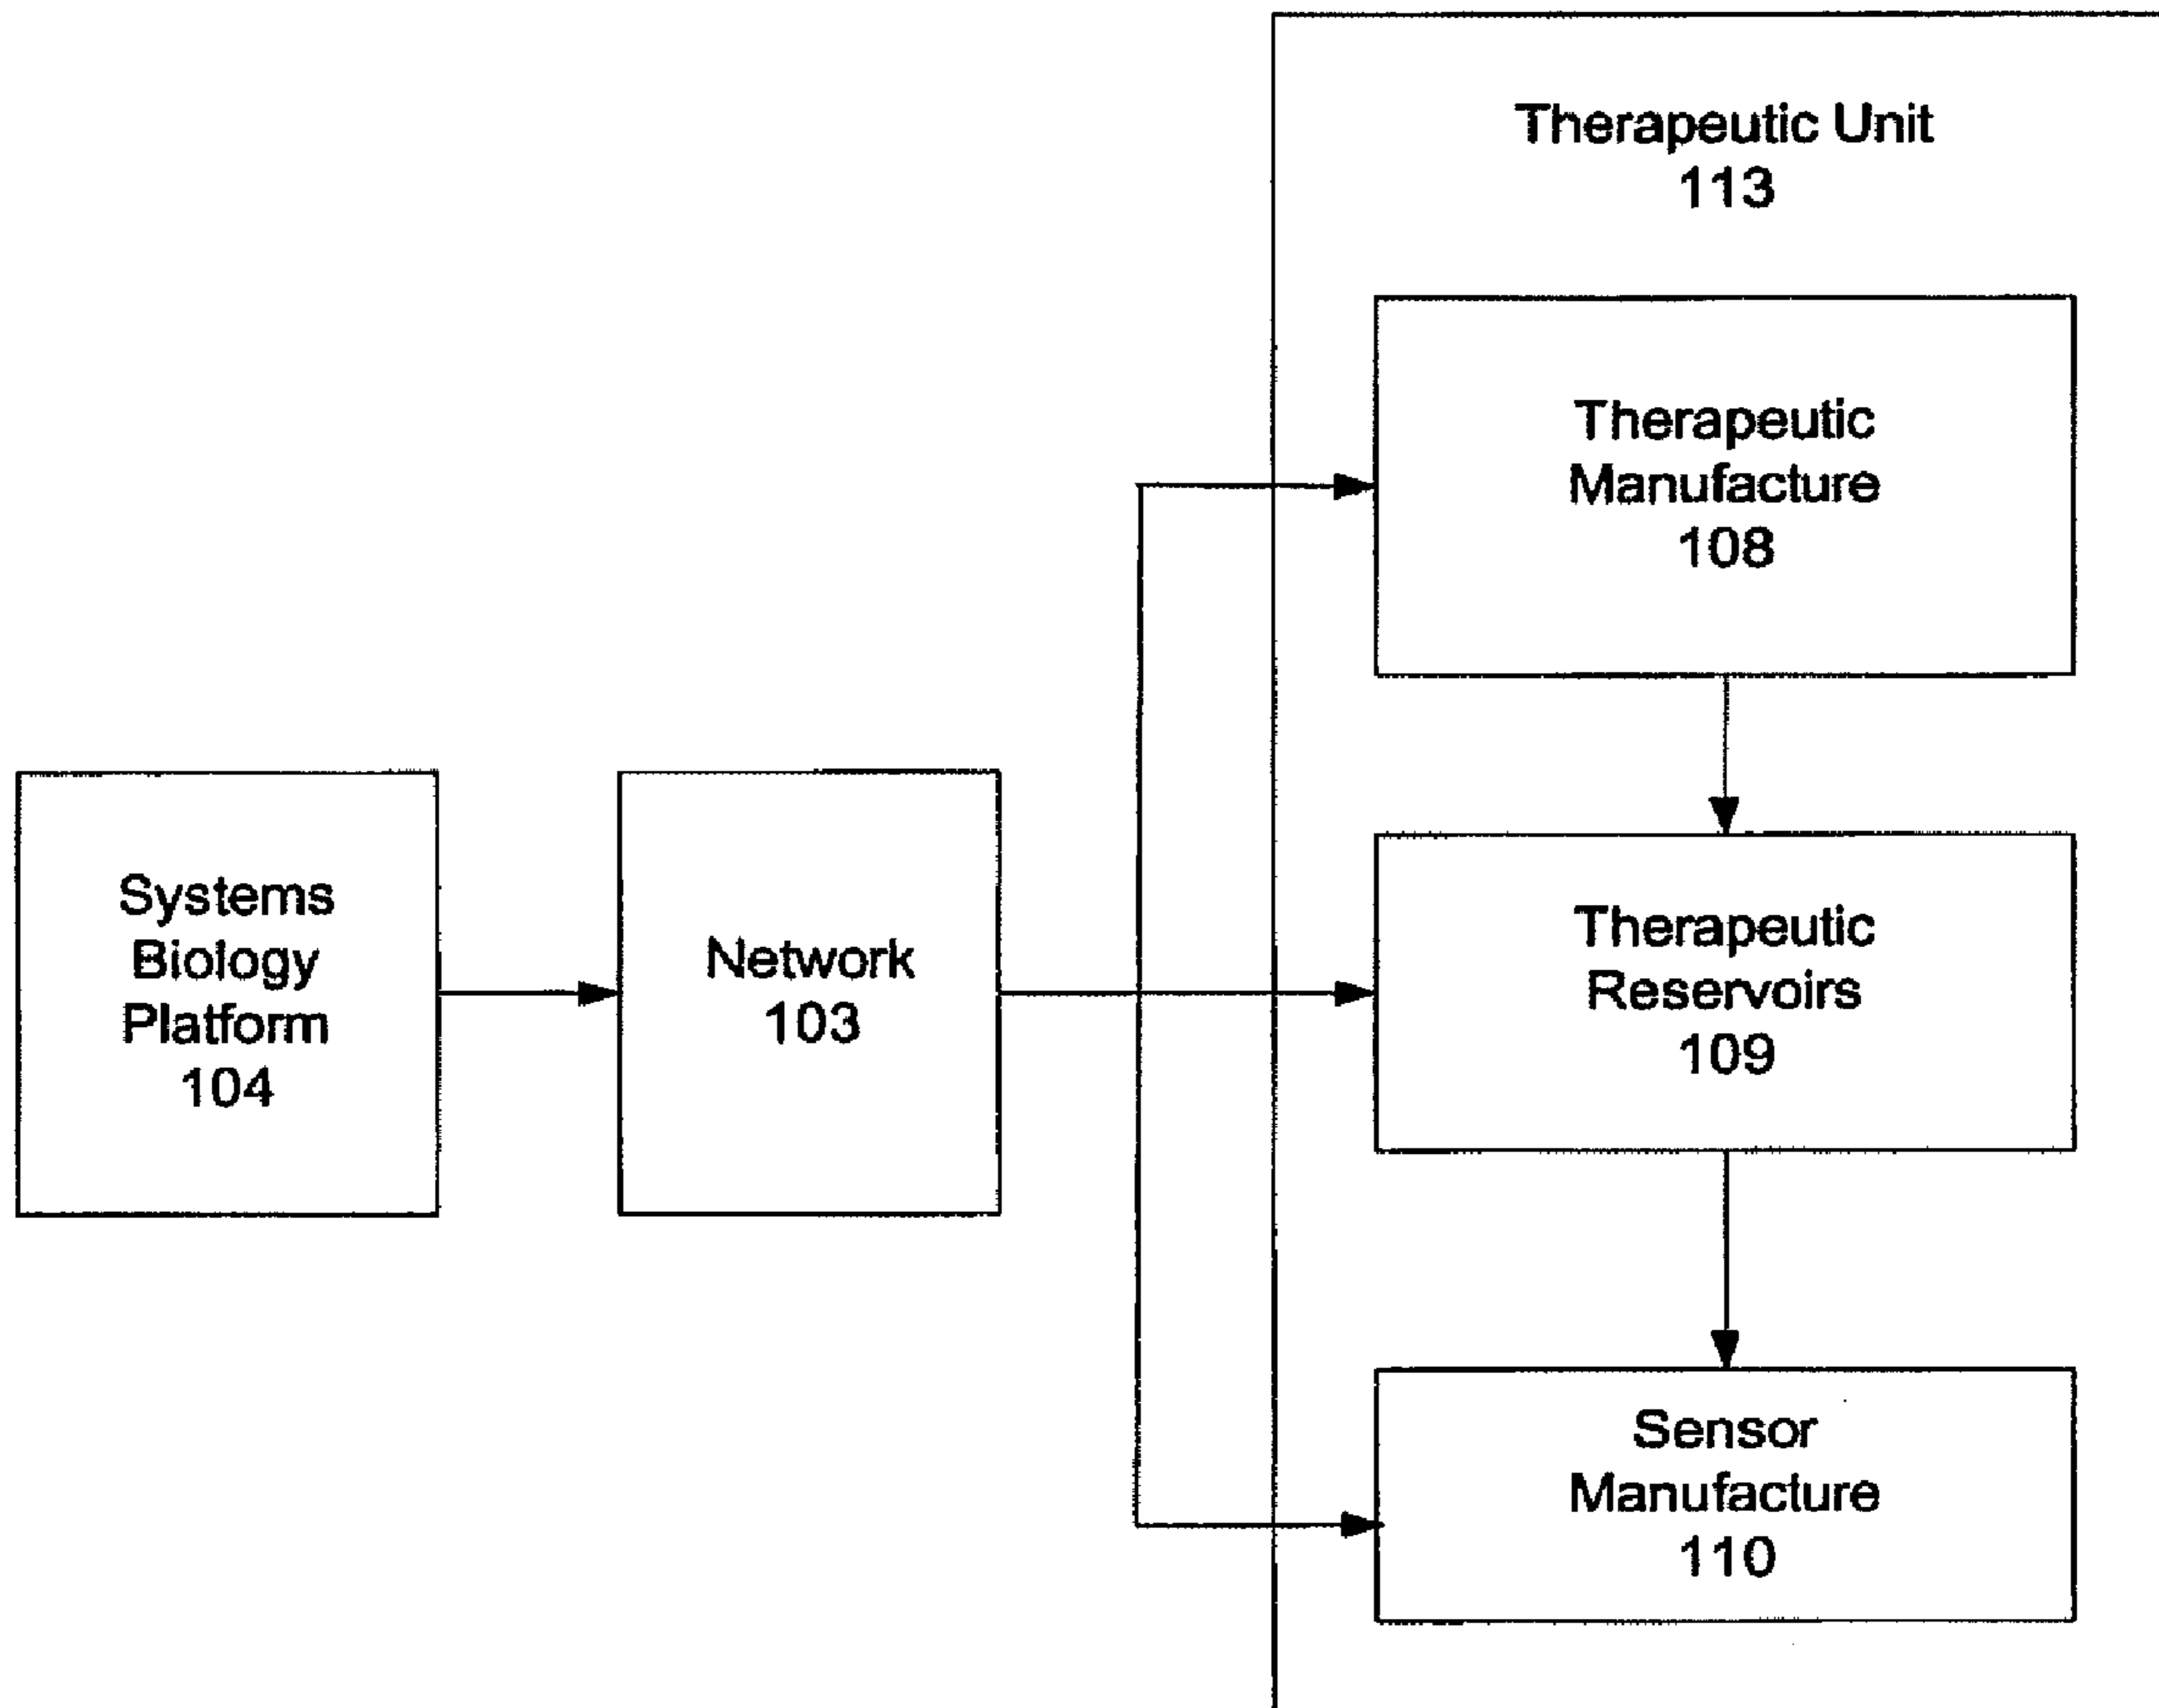 Therapeutic Unit
113
Therapeutic
Manufacture
108
Systems
Biology
Platform
104
Network
103
Therapeutic
Reservoirs
109
Sensor
Manufacture
110